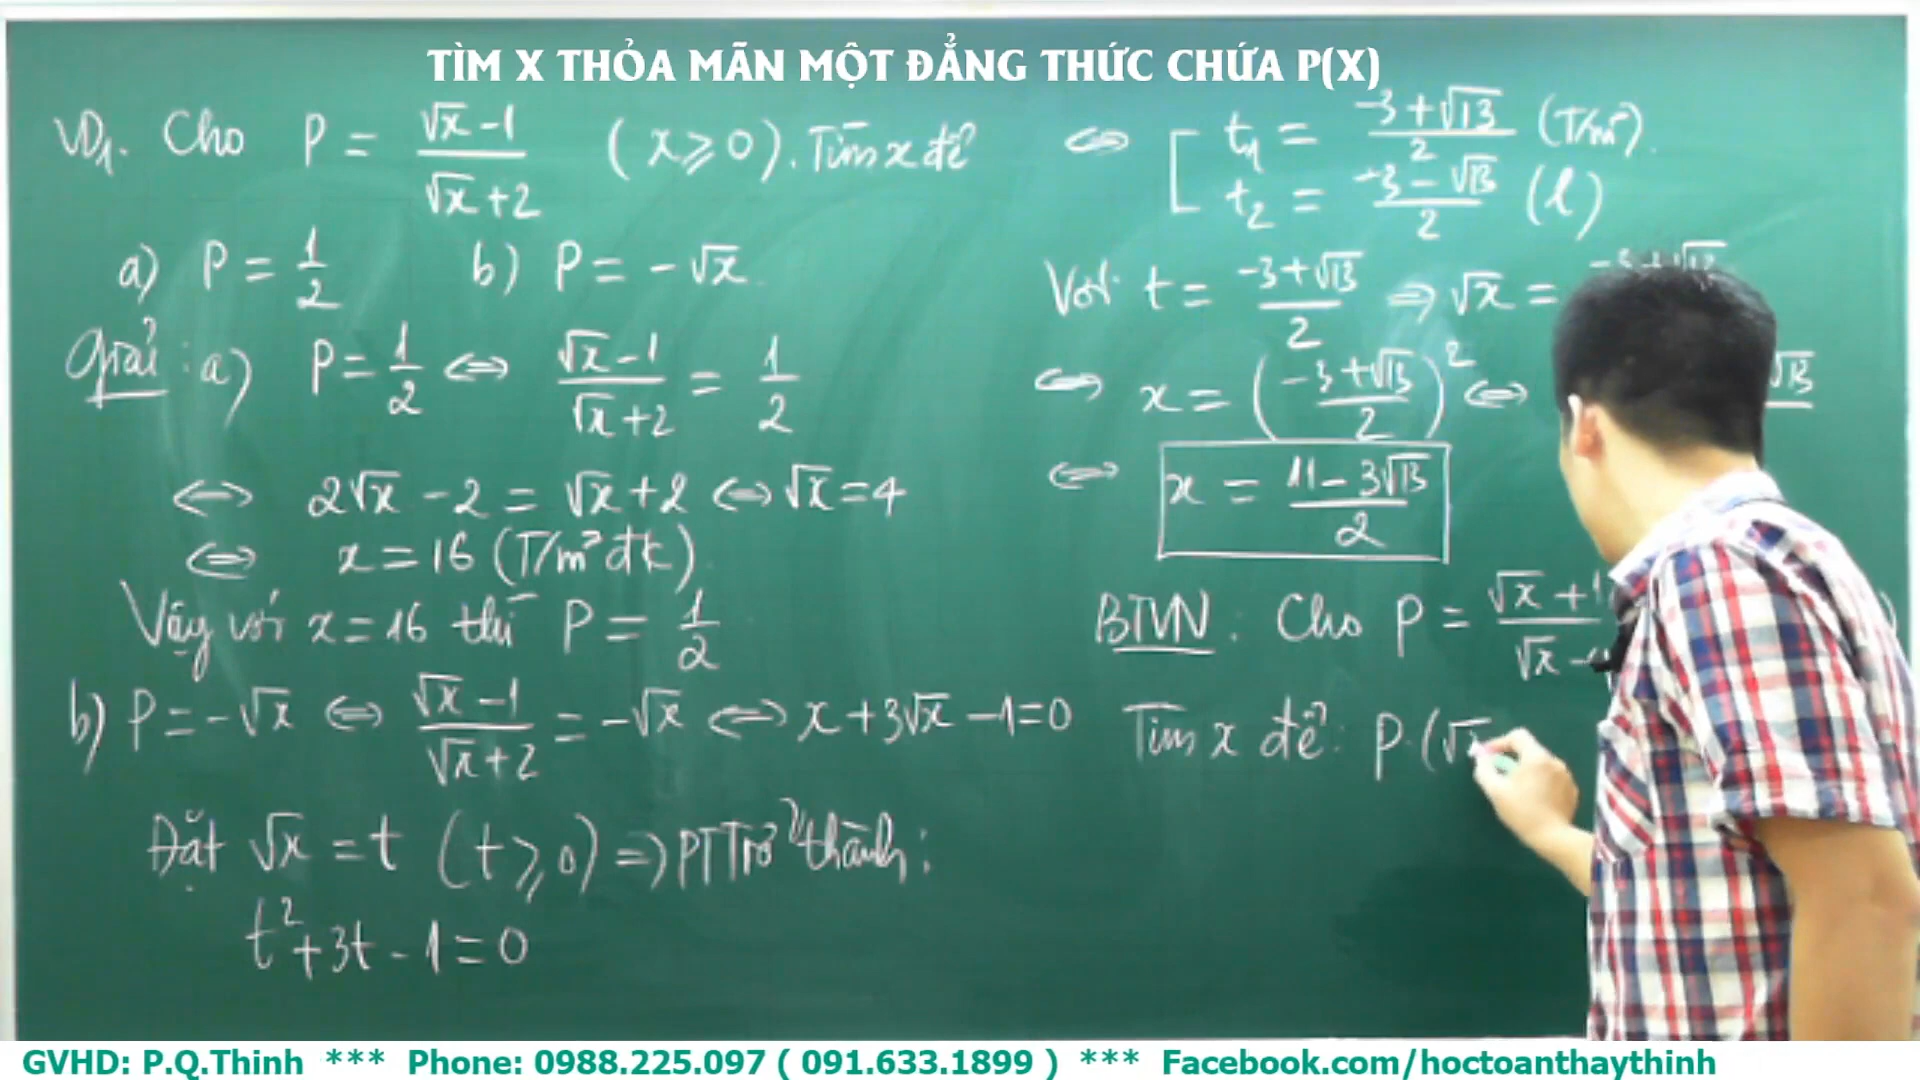 TÌM X THỎA MÃN MỘT ĐẲNG THỨC CHỨA P(X)
VD1. Cho P = (√x - 1)/(√x + 2) (x ⩾ 0). Tìm x để
a) P = 1/2 b) P = -√x
Giải: a) P = 1/2 ⇔ (√x - 1)/(√x + 2) = 1/2
⇔ 2√x - 2 = √x + 2 ⇔ √x = 4
⇔ x = 16 (T/m đk)
Vậy với x = 16 thì P = 1/2
b) P = -√x ⇔ (√x - 1)/(√x + 2) = -√x ⇔ x + 3√x - 1 = 0
Đặt √x = t (t ⩾ 0) ⇒ PT Trở thành:
t² + 3t - 1 = 0
⇔ [ t1 = (-3 + √13)/2 (T/m).
t2 = (-3 - √13)/2 (l)
Với t = (-3 + √13)/2 ⇒ √x = -3 + √13
⇔ x = ((-3 + √13)/2)² ⇔ √13
⇔ x = (11 - 3√13)/2
BTVN. Cho P = (√x + 1)/(√x - )
Tìm x để: P.(√x
GVHD: P.Q.Thinh *** Phone: 0988.225.097 ( 091.633.1899 ) *** Facebook.com/hoctoanthaythinh